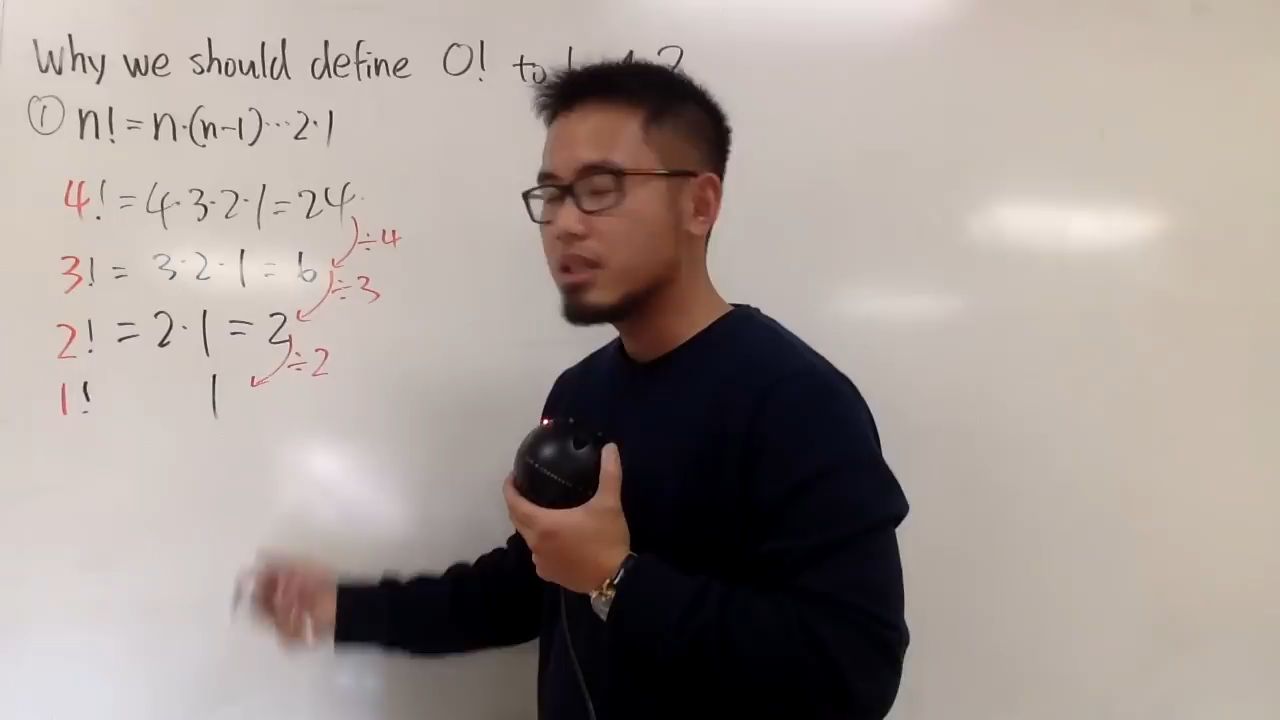 Why we should define 0! to
① n! = n·(n-1)···2·1
4! = 4·3·2·1 = 24
÷4
3! = 3·2·1 = 6
÷3
2! = 2·1 = 2
÷2
1! 1